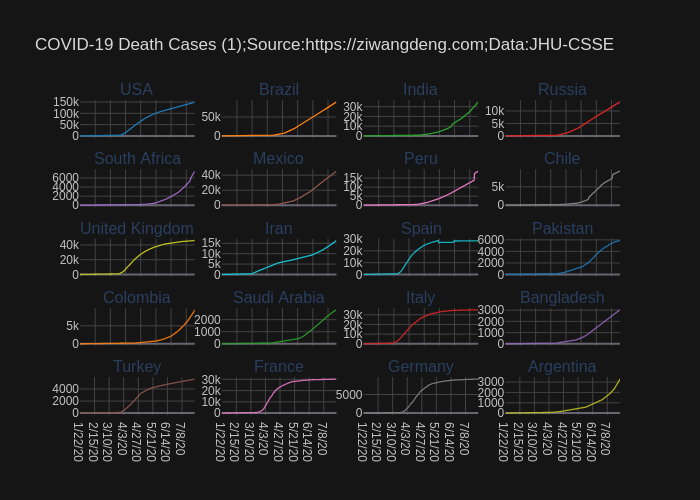 COVID-19 Death Cases (1);Source:https://ziwangdeng.com;Data:JHU-CSSE
USA Brazil India Russia
150k
100k
50k
0
50k
0
30k
20k
10k
0
10k
5k
0
South Africa Mexico Peru Chile
6000
4000
2000
0
40k
20k
0
15k
10k
5k
0
5k
0
United Kingdom Iran Spain Pakistan
40k
20k
0
15k
10k
5k
0
30k
20k
10k
0
6000
4000
2000
0
Colombia Saudi Arabia Italy Bangladesh
5k
0
2000
1000
0
30k
20k
10k
0
3000
2000
1000
0
Turkey France Germany Argentina
4000
2000
0
30k
20k
10k
0
5000
0
3000
2000
1000
0
1/22/20 2/15/20 3/10/20 4/3/20 4/27/20 5/21/20 6/14/20 7/8/20
1/22/20 2/15/20 3/10/20 4/3/20 4/27/20 5/21/20 6/14/20 7/8/20
1/22/20 2/15/20 3/10/20 4/3/20 4/27/20 5/21/20 6/14/20 7/8/20
1/22/20 2/15/20 3/10/20 4/3/20 4/27/20 5/21/20 6/14/20 7/8/20